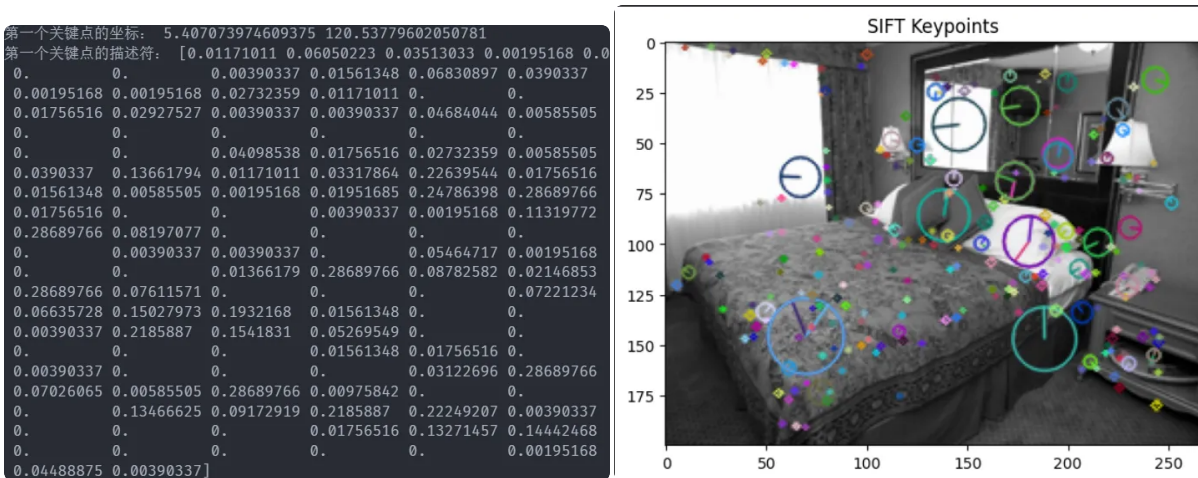 第一个关键点的坐标： 5.407073974609375 120.53779602050781
第一个关键点的描述符： [0.01171011 0.06050223 0.03513033 0.00195168 0.0
0. 0. 0.00390337 0.01561348 0.06830897 0.0390337
0.00195168 0.00195168 0.02732359 0.01171011 0. 0.
0.01756516 0.02927527 0.00390337 0.00390337 0.04684044 0.00585505
0. 0. 0. 0. 0. 0.
0. 0. 0.04098538 0.01756516 0.02732359 0.00585505
0.0390337 0.13661794 0.01171011 0.03317864 0.22639544 0.01756516
0.01561348 0.00585505 0.00195168 0.01951685 0.24786398 0.28689766
0.01756516 0. 0. 0.00390337 0.00195168 0.11319772
0.28689766 0.08197077 0. 0. 0. 0.
0. 0.00390337 0.00390337 0. 0.05464717 0.00195168
0. 0. 0.01366179 0.28689766 0.08782582 0.02146853
0.28689766 0.07611571 0. 0. 0. 0.07221234
0.06635728 0.15027973 0.1932168 0.01561348 0. 0.
0.00390337 0.2185887 0.1541831 0.05269549 0. 0.
0. 0. 0. 0.01561348 0.01756516 0.
0.00390337 0. 0. 0. 0.03122696 0.28689766
0.07026065 0.00585505 0.28689766 0.00975842 0. 0.
0. 0.13466625 0.09172919 0.2185887 0.22249207 0.00390337
0. 0. 0. 0.01756516 0.13271457 0.14442468
0. 0. 0. 0. 0. 0.00195168
0.04488875 0.00390337]
SIFT Keypoints
0
25
50
75
100
125
150
175
0 50 100 150 200 250